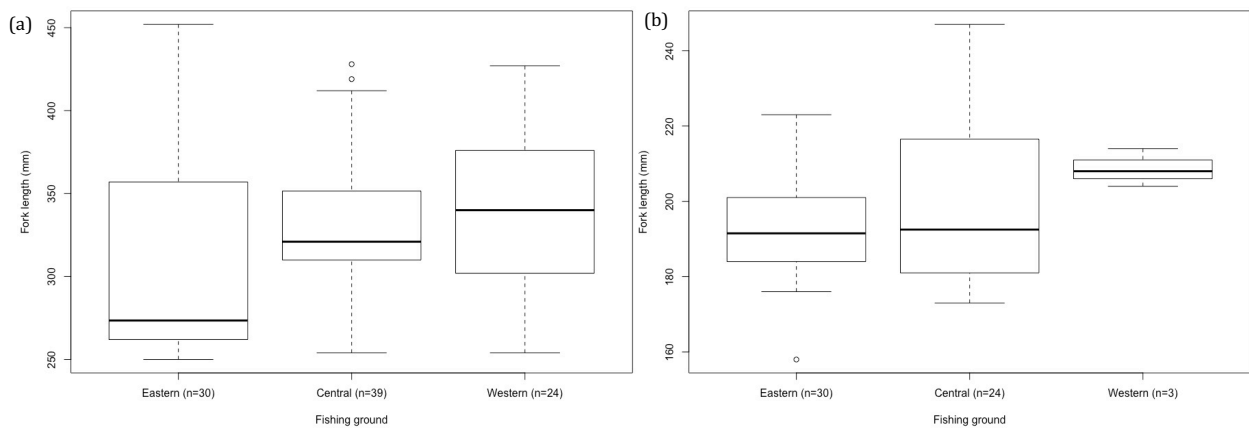 (a)
Fork length (mm)
450
400
350
300
250
Eastern (n=30) Central (n=39) Western (n=24)
Fishing ground
(b)
Fork length (mm)
240
220
200
180
160
Eastern (n=30) Central (n=24) Western (n=3)
Fishing ground